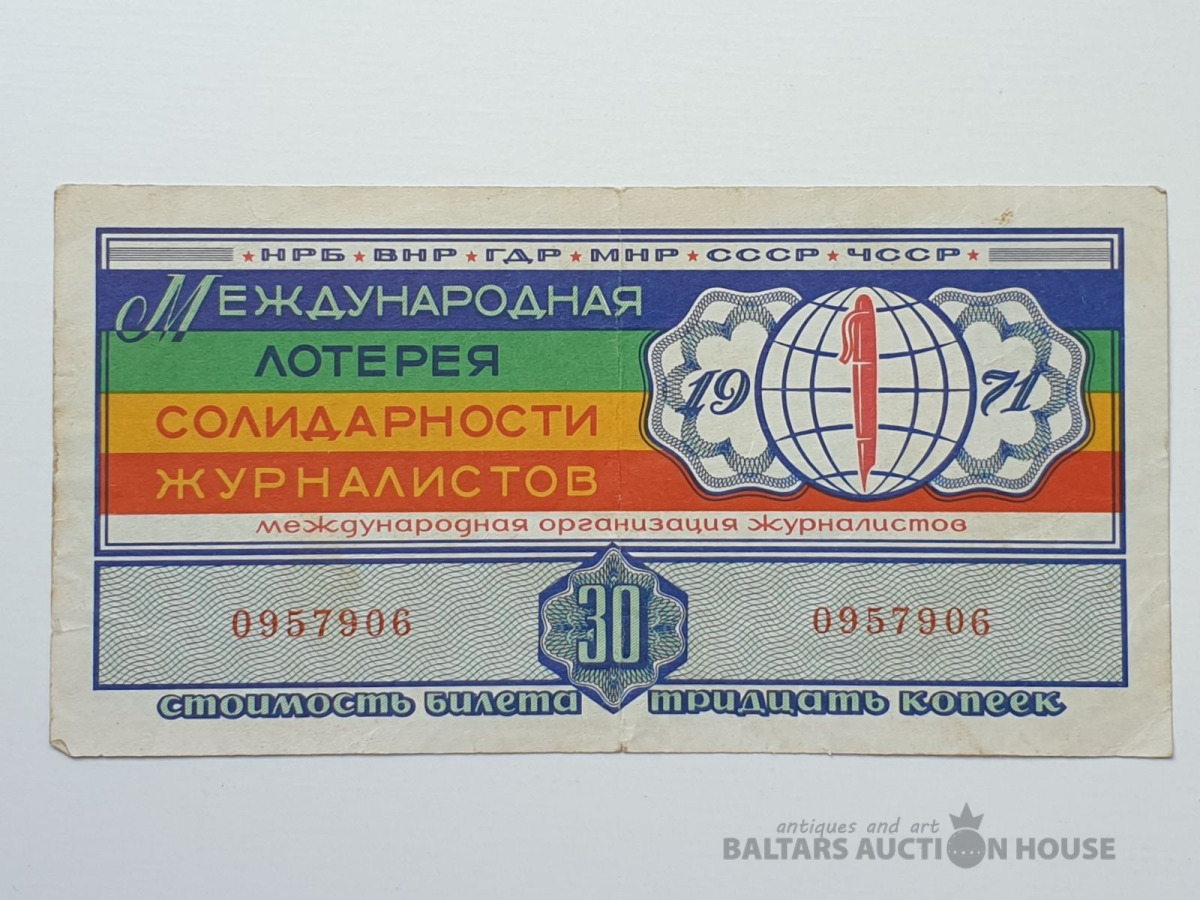 ★ НРБ ★ ВНР ★ ГДР ★ МНР ★ СССР ★ ЧССР ★
МЕЖДУНАРОДНАЯ
ЛОТЕРЕЯ
СОЛИДАРНОСТИ
ЖУРНАЛИСТОВ
19 71
международная организация журналистов
0957906 30 0957906
стоимость билета тридцать копеек
antiques and art
BALTARS AUCTION HOUSE